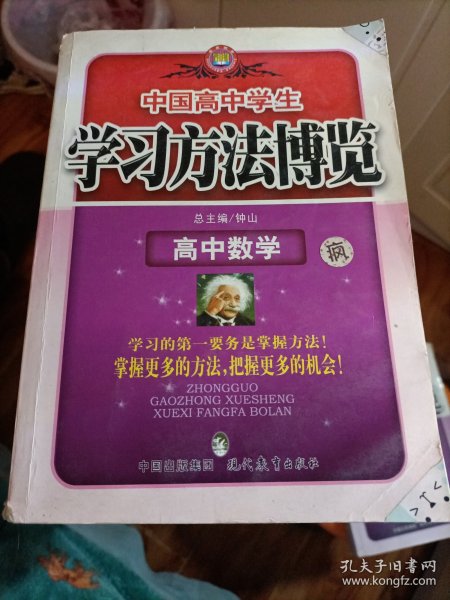 中国高中学生
学习方法博览
总主编/钟山
高中数学
疯
学习的第一要务是掌握方法!
掌握更多的方法,把握更多的机会!
ZHONGGUO
GAOZHONG XUESHENG
XUEXI FANGFA BOLAN
中国出版集团 现代教育出版社
孔夫子旧书网
www.kongfz.com